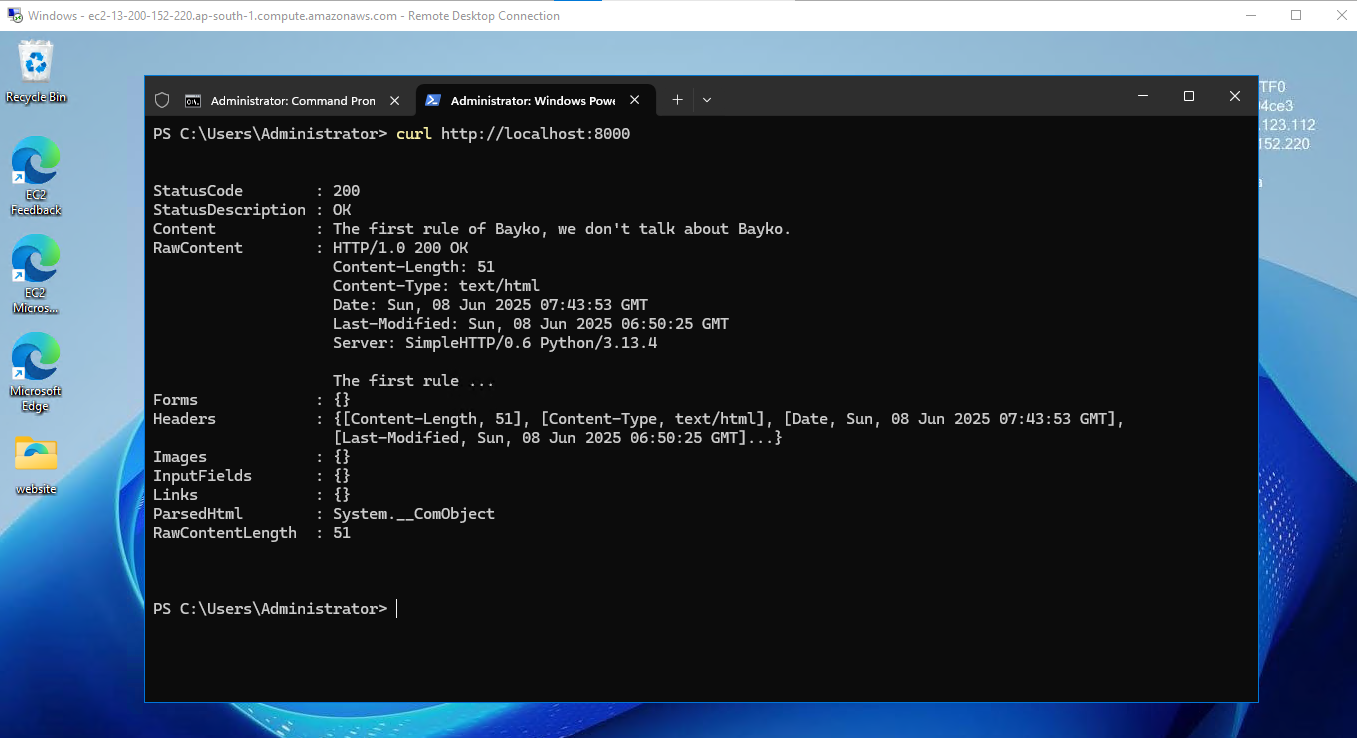 Windows - ec2-13-200-152-220.ap-south-1.compute.amazonaws.com - Remote Desktop Connection
Recycle Bin
EC2
Feedback
EC2
Micros...
Microsoft
Edge
website
TF0
4ce3
.123.112
152.220
a
Administrator: Command Pron
Administrator: Windows Powe
PS C:\Users\Administrator> curl http://localhost:8000
StatusCode : 200
StatusDescription : OK
Content : The first rule of Bayko, we don't talk about Bayko.
RawContent : HTTP/1.0 200 OK
Content-Length: 51
Content-Type: text/html
Date: Sun, 08 Jun 2025 07:43:53 GMT
Last-Modified: Sun, 08 Jun 2025 06:50:25 GMT
Server: SimpleHTTP/0.6 Python/3.13.4
The first rule ...
Forms : {}
Headers : {[Content-Length, 51], [Content-Type, text/html], [Date, Sun, 08 Jun 2025 07:43:53 GMT],
[Last-Modified, Sun, 08 Jun 2025 06:50:25 GMT]...}
Images : {}
InputFields : {}
Links : {}
ParsedHtml : System.__ComObject
RawContentLength : 51
PS C:\Users\Administrator>